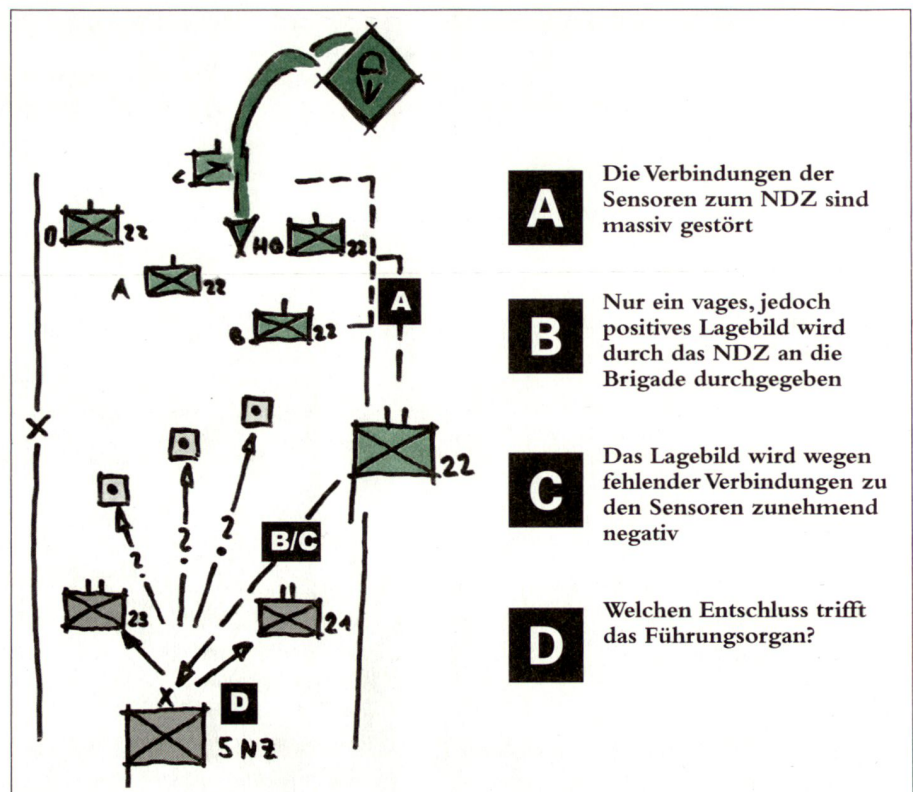 22
22
22
HQ
A
22
B
22
A
22
B/C
23
21
D
5 NZ
A
Die Verbindungen der
Sensoren zum NDZ sind
massiv gestört
B
Nur ein vages, jedoch
positives Lagebild wird
durch das NDZ an die
Brigade durchgegeben
C
Das Lagebild wird wegen
fehlender Verbindungen zu
den Sensoren zunehmend
negativ
D
Welchen Entschluss trifft
das Führungsorgan?